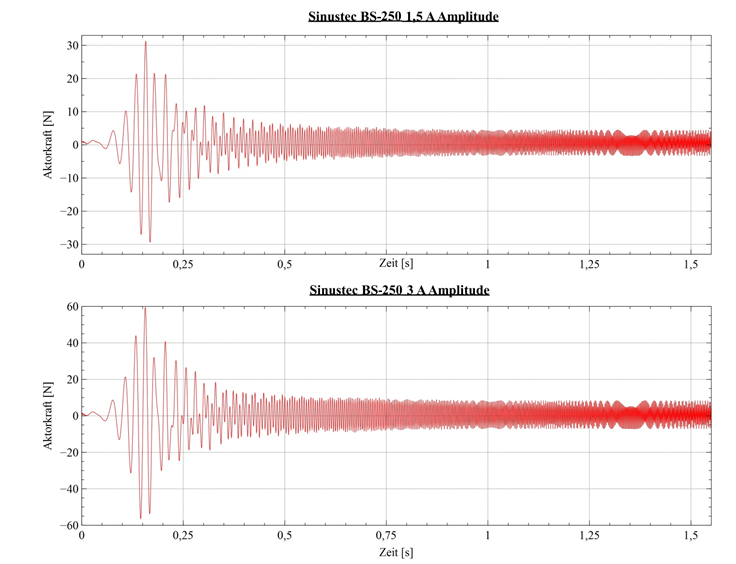 Sinustec BS-250 1,5 A Amplitude
30
20
10
0
−10
−20
−30
Aktorkraft [N]
0 0,25 0,5 0,75 1 1,25 1,5
Zeit [s]
Sinustec BS-250 3 A Amplitude
60
40
20
0
−20
−40
−60
Aktorkraft [N]
0 0,25 0,5 0,75 1 1,25 1,5
Zeit [s]